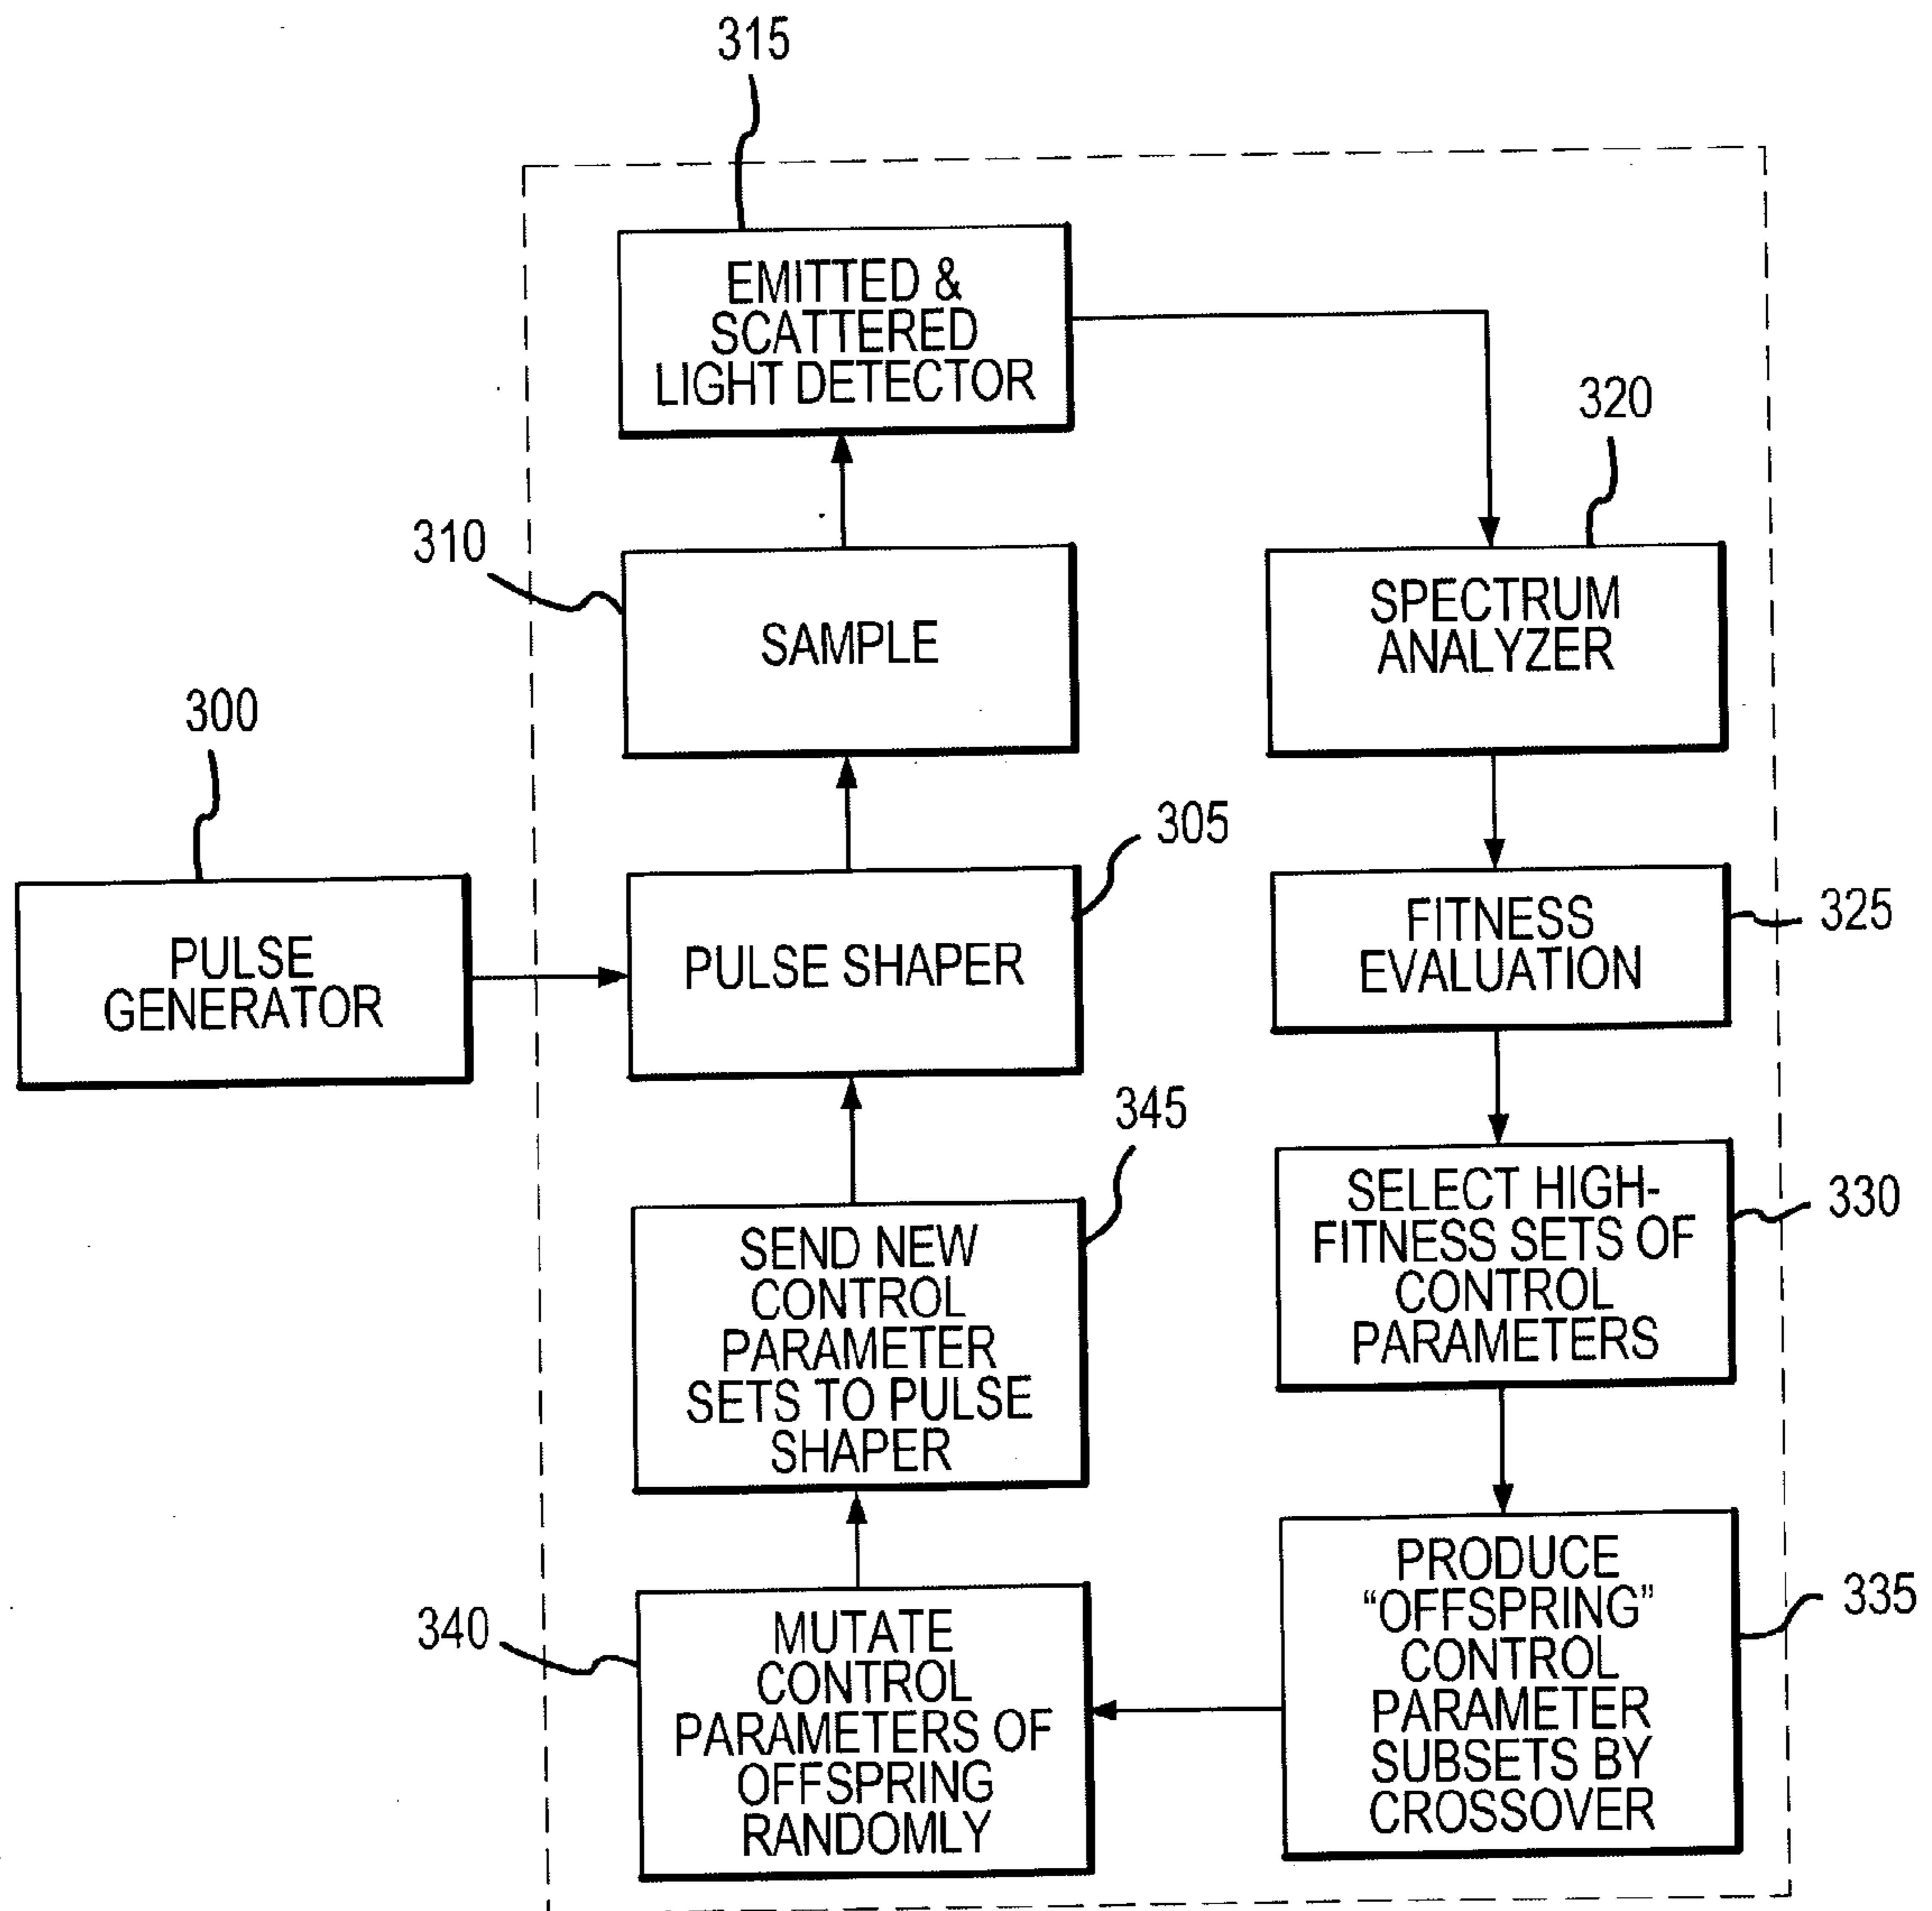 315
EMITTED &
SCATTERED
LIGHT DETECTOR
320
310
SAMPLE
SPECTRUM
ANALYZER
300
305
PULSE
GENERATOR
PULSE SHAPER
FITNESS
EVALUATION
325
345
SEND NEW
CONTROL
PARAMETER
SETS TO PULSE
SHAPER
SELECT HIGH-
FITNESS SETS OF
CONTROL
PARAMETERS
330
340
MUTATE
CONTROL
PARAMETERS OF
OFFSPRING
RANDOMLY
PRODUCE
“OFFSPRING”
CONTROL
PARAMETER
SUBSETS BY
CROSSOVER
335